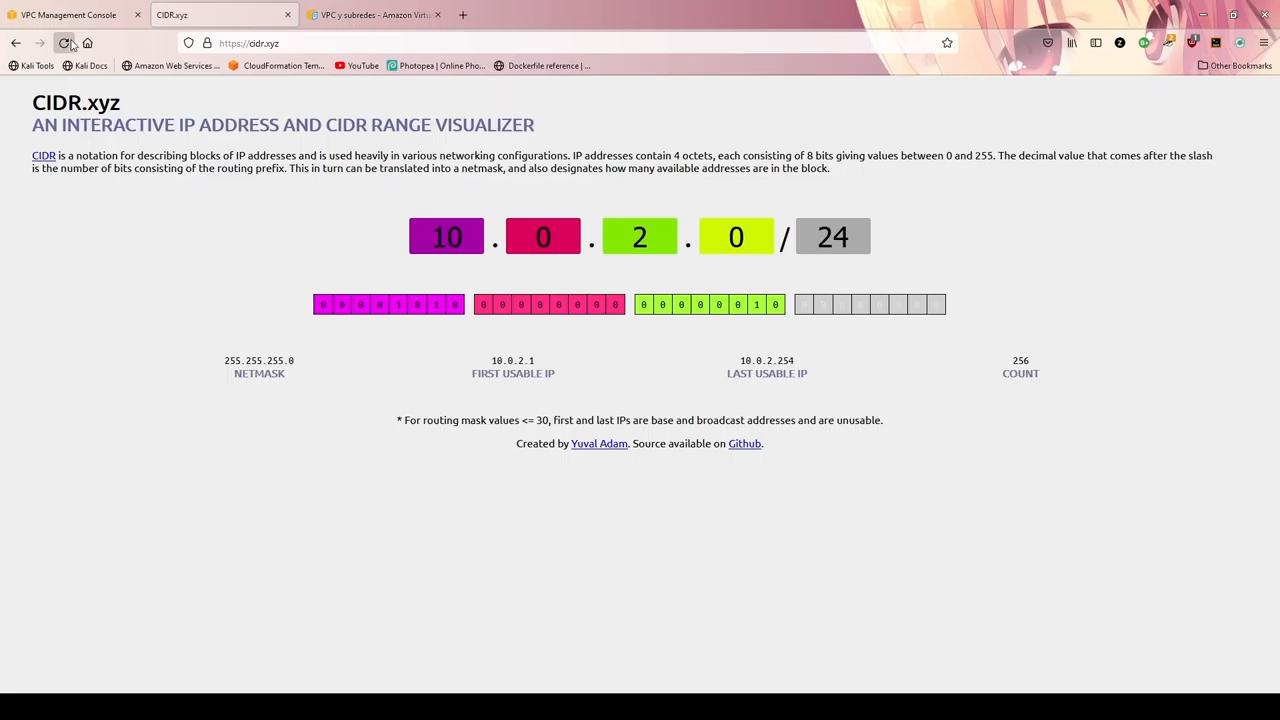 VPC Management Console
CIDR.xyz
VPC y subredes - Amazon Virtu
https://cidr.xyz
Kali Tools
Kali Docs
Amazon Web Services ...
CloudFormation Tem...
YouTube
Photopea | Online Pho...
Dockerfile reference | ...
Other Bookmarks
CIDR.xyz
AN INTERACTIVE IP ADDRESS AND CIDR RANGE VISUALIZER
CIDR is a notation for describing blocks of IP addresses and is used heavily in various networking configurations. IP addresses contain 4 octets, each consisting of 8 bits giving values between 0 and 255. The decimal value that comes after the slash
is the number of bits consisting of the routing prefix. This in turn can be translated into a netmask, and also designates how many available addresses are in the block.
10 . 0 . 2 . 0 / 24
0 0 0 0 1 0 1 0 0 0 0 0 0 0 0 0 0 0 0 0 0 0 1 0 0 0 0 0 0 0 0 0
255.255.255.0 10.0.2.1 10.0.2.254 256
NETMASK FIRST USABLE IP LAST USABLE IP COUNT
* For routing mask values <= 30, first and last IPs are base and broadcast addresses and are unusable.
Created by Yuval Adam. Source available on Github.